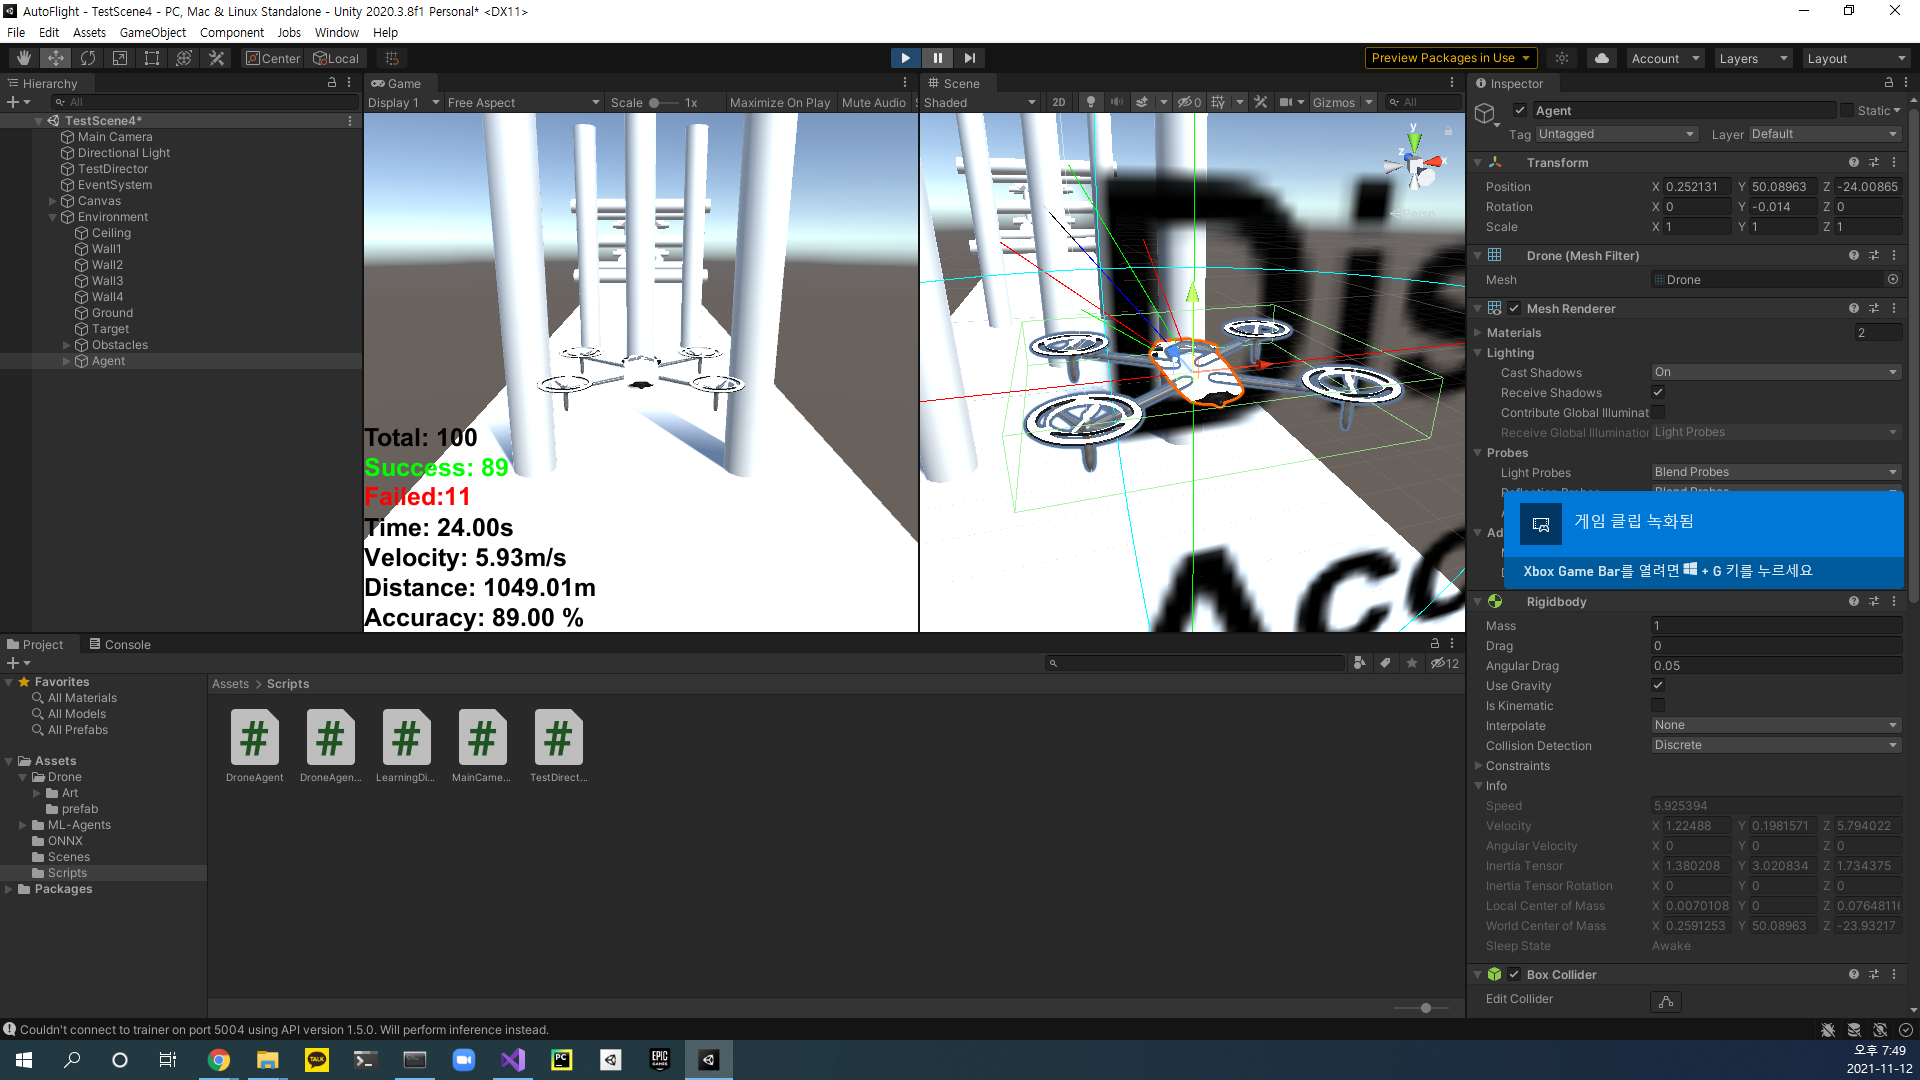 AutoFlight - TestScene4 - PC, Mac & Linux Standalone - Unity 2020.3.8f1 Personal* <DX11>
File Edit Assets GameObject Component Jobs Window Help
Center Local
Preview Packages in Use Account Layers Layout
Hierarchy
All
TestScene4*
Main Camera
Directional Light
TestDirector
EventSystem
Canvas
Environment
Ceiling
Wall1
Wall2
Wall3
Wall4
Ground
Target
Obstacles
Agent
Game
Display 1 Free Aspect Scale 1x Maximize On Play Mute Audio
Total: 100
Success: 89
Failed:11
Time: 24.00s
Velocity: 5.93m/s
Distance: 1049.01m
Accuracy: 89.00 %
Scene
Shaded 2D 0 Gizmos All
y
z x
Persp
Di
Acc
Inspector
Agent Static
Tag Untagged Layer Default
Transform
Position X 0.252131 Y 50.08963 Z -24.00865
Rotation X 0 Y -0.014 Z 0
Scale X 1 Y 1 Z 1
Drone (Mesh Filter)
Mesh Drone
Mesh Renderer
Materials 2
Lighting
Cast Shadows On
Receive Shadows
Contribute Global Illuminat
Receive Global Illumination Light Probes
Probes
Light Probes Blend Probes
게임 클립 녹화됨
Xbox Game Bar를 열려면 + G 키를 누르세요
Rigidbody
Mass 1
Drag 0
Angular Drag 0.05
Use Gravity
Is Kinematic
Interpolate None
Collision Detection Discrete
Constraints
Info
Speed 5.925394
Velocity X 1.22488 Y 0.1981571 Z 5.794022
Angular Velocity X 0 Y 0 Z 0
Inertia Tensor X 1.380208 Y 3.020834 Z 1.734375
Inertia Tensor Rotation X 0 Y 0 Z 0
Local Center of Mass X 0.0070108 Y 0 Z 0.0764811
World Center of Mass X 0.2591253 Y 50.08963 Z -23.93217
Sleep State Awake
Box Collider
Edit Collider
Project Console
12
Favorites
All Materials
All Models
All Prefabs
Assets
Drone
Art
prefab
ML-Agents
ONNX
Scenes
Scripts
Packages
Assets > Scripts
DroneAgent DroneAgen... LearningDi... MainCame... TestDirect...
Couldn't connect to trainer on port 5004 using API version 1.5.0. Will perform inference instead.
TALK
PC
EPIC GAMES
오후 7:49
2021-11-12